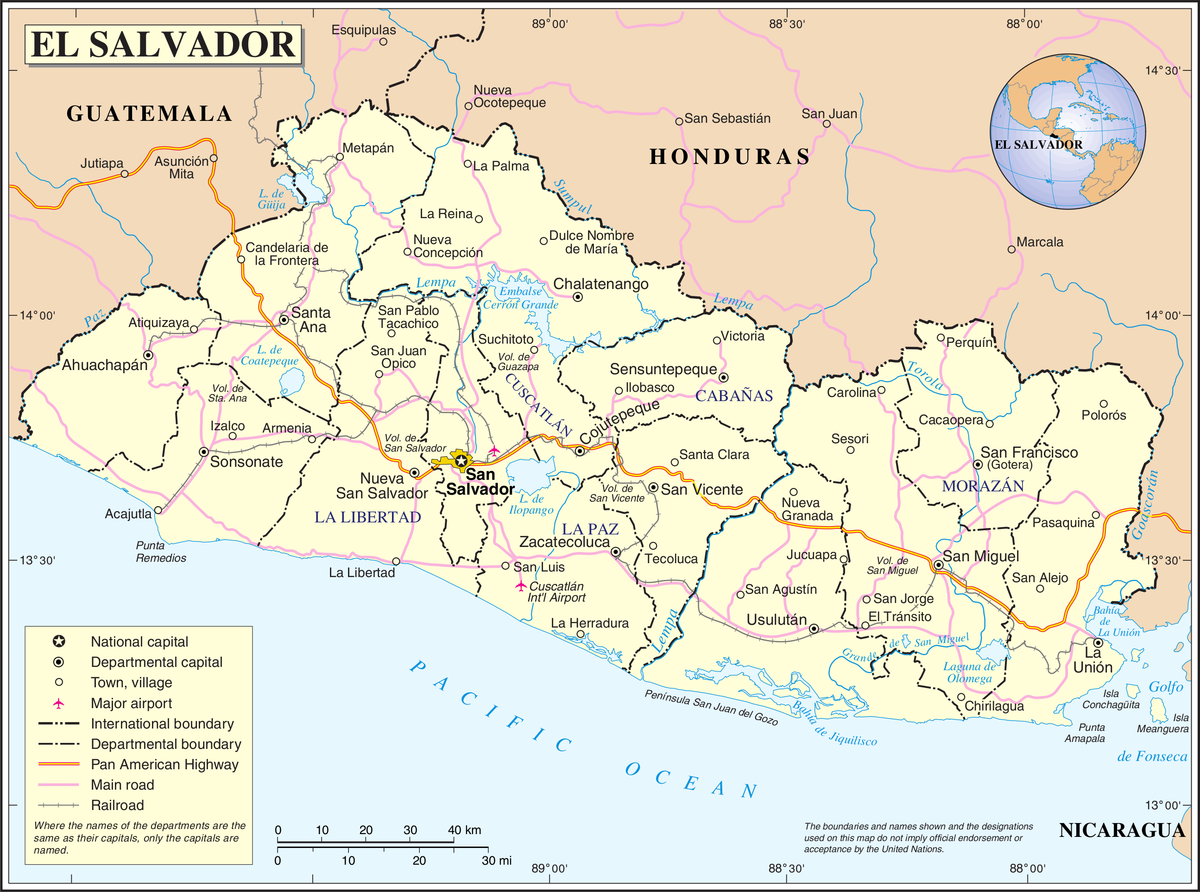 89°00'
88°30'
88°00'
EL SALVADOR
Esquipulas
14°30'
14°30'
GUATEMALA
Nueva
Ocotepeque
San Sebastián
San Juan
HONDURAS
EL SALVADOR
Jutiapa
Asunción
Mita
Metapán
La Palma
L. de
Güija
Sumpul
La Reina
Dulce Nombre
de María
Nueva
Concepción
Candelaria de
la Frontera
Marcala
Lempa
Embalse
Cerrón Grande
Chalatenango
Lempa
Paz
14°00'
14°00'
Santa
Ana
Atiquizaya
San Pablo
Tacachico
Suchitoto
Vol. de
Guazapa
Victoria
Perquín
Ahuachapán
L. de
Coatepeque
San Juan
Opico
Sensuntepeque
Ilobasco
CABAÑAS
Torola
Carolina
CUSCATLÁN
Cojutepeque
Vol. de
Sta. Ana
Izalco
Armenia
Vol. de
San Salvador
Cacaopera
Polorós
Sesori
Sonsonate
Nueva
San Salvador
San
Salvador
Santa Clara
San Francisco
(Gotera)
MORAZÁN
L. de
Ilopango
Vol. de
San Vicente
San Vicente
Nueva
Granada
Goascorán
Acajutla
LA LIBERTAD
LA PAZ
Zacatecoluca
Pasaquina
Punta
Remedios
13°30'
13°30'
La Libertad
San Luis
Tecoluca
Jucuapa
Vol. de
San Miguel
San Miguel
Cuscatlán
Int'l Airport
San Agustín
San Jorge
San Alejo
La Herradura
Lempa
Usulután
El Tránsito
Bahía
de
La Unión
Grande de San Miguel
La
Unión
Laguna de
Olomega
Península San Juan del Gozo
Bahía de Jiquilisco
Chirilagua
Isla
Conchagüita
Golfo
Isla
Meanguera
Punta
Amapala
de Fonseca
PACIFIC OCEAN
National capital
Departmental capital
Town, village
Major airport
International boundary
Departmental boundary
Pan American Highway
Main road
Railroad
Where the names of the departments are the
same as their capitals, only the capitals are
named.
0 10 20 30 40 km
0 10 20 30 mi
13°00'
13°00'
The boundaries and names shown and the designations
used on this map do not imply official endorsement or
acceptance by the United Nations.
NICARAGUA
89°00'
88°30'
88°00'